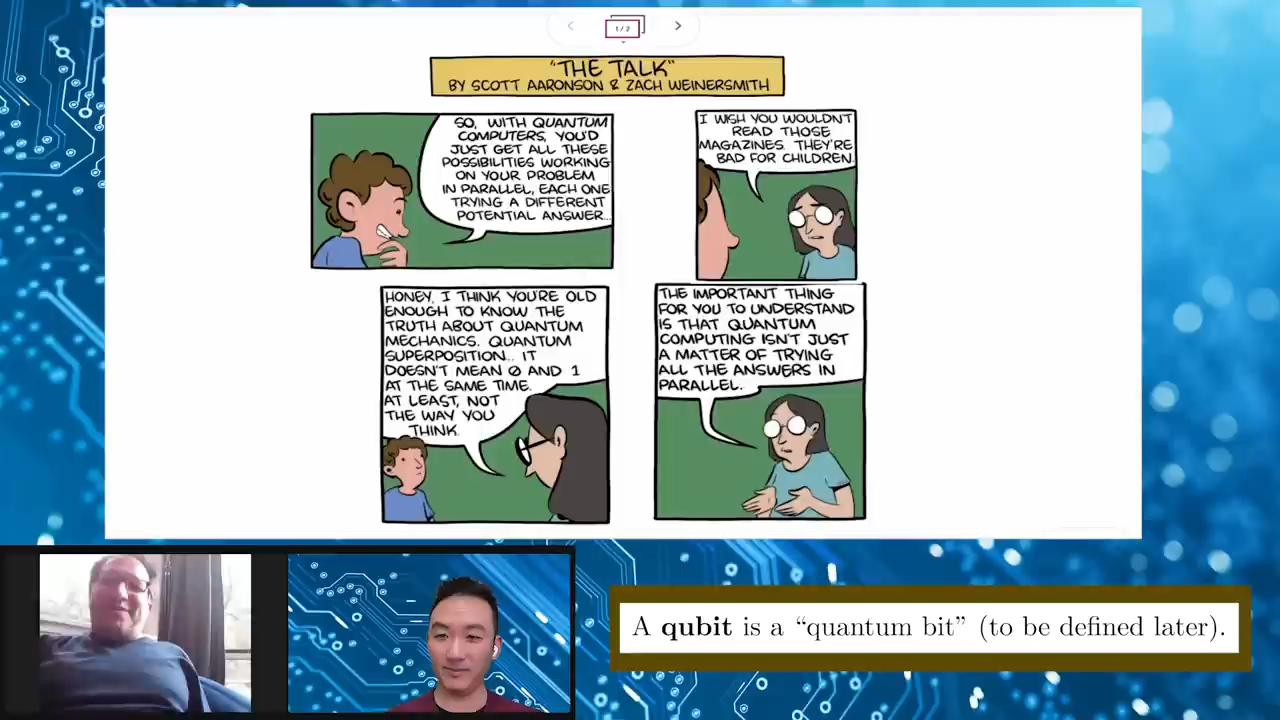 1 / 2
"THE TALK"
BY SCOTT AARONSON & ZACH WEINERSMITH
SO, WITH QUANTUM
COMPUTERS, YOU'D
JUST GET ALL THESE
POSSIBILITIES WORKING
ON YOUR PROBLEM
IN PARALLEL, EACH ONE
TRYING A DIFFERENT
POTENTIAL ANSWER...
I WISH YOU WOULDN'T
READ THOSE
MAGAZINES. THEY'RE
BAD FOR CHILDREN.
HONEY, I THINK YOU'RE OLD
ENOUGH TO KNOW THE
TRUTH ABOUT QUANTUM
MECHANICS. QUANTUM
SUPERPOSITION... IT
DOESN'T MEAN 0 AND 1
AT THE SAME TIME.
AT LEAST, NOT
THE WAY YOU
THINK.
THE IMPORTANT THING
FOR YOU TO UNDERSTAND
IS THAT QUANTUM
COMPUTING ISN'T JUST
A MATTER OF TRYING
ALL THE ANSWERS IN
PARALLEL.
A qubit is a “quantum bit” (to be defined later).